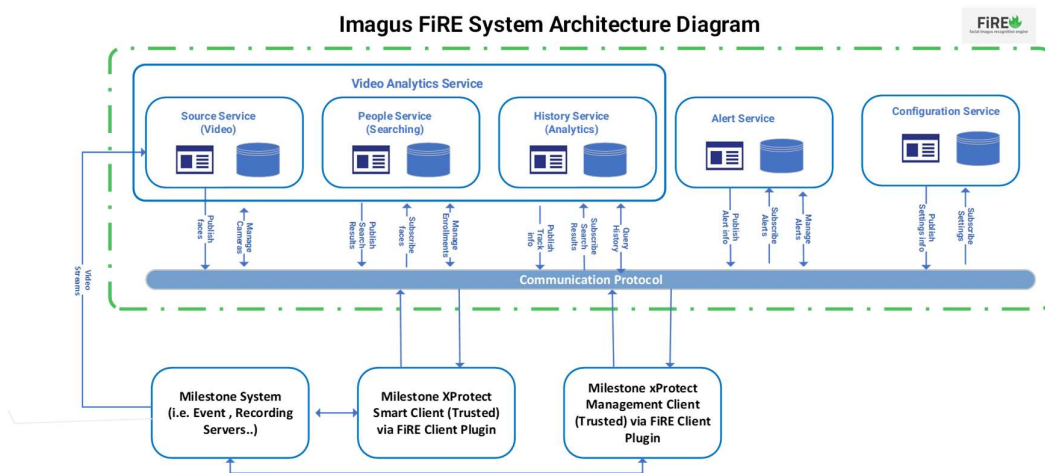 Imagus FiRE System Architecture Diagram
FiRE
facial imagus recognition engine
Video Analytics Service
Source Service
(Video)
People Service
(Searching)
History Service
(Analytics)
Alert Service
Configuration Service
Publish
faces
Manage
Cameras
Publish
Search
Results
Subscribe
faces
Manage
Enrollments
Publish
Track
info
Subscribe
Search
Results
Query
History
Publish
Alert info
Subscribe
Alerts
Manage
Alerts
Publish
Settings info
Subscribe
Settings
Video
Streams
Communication Protocol
Milestone System
(i.e. Event , Recording
Servers..)
Milestone XProtect
Smart Client (Trusted)
via FiRE Client Plugin
Milestone xProtect
Management Client
(Trusted) via FiRE Client
Plugin